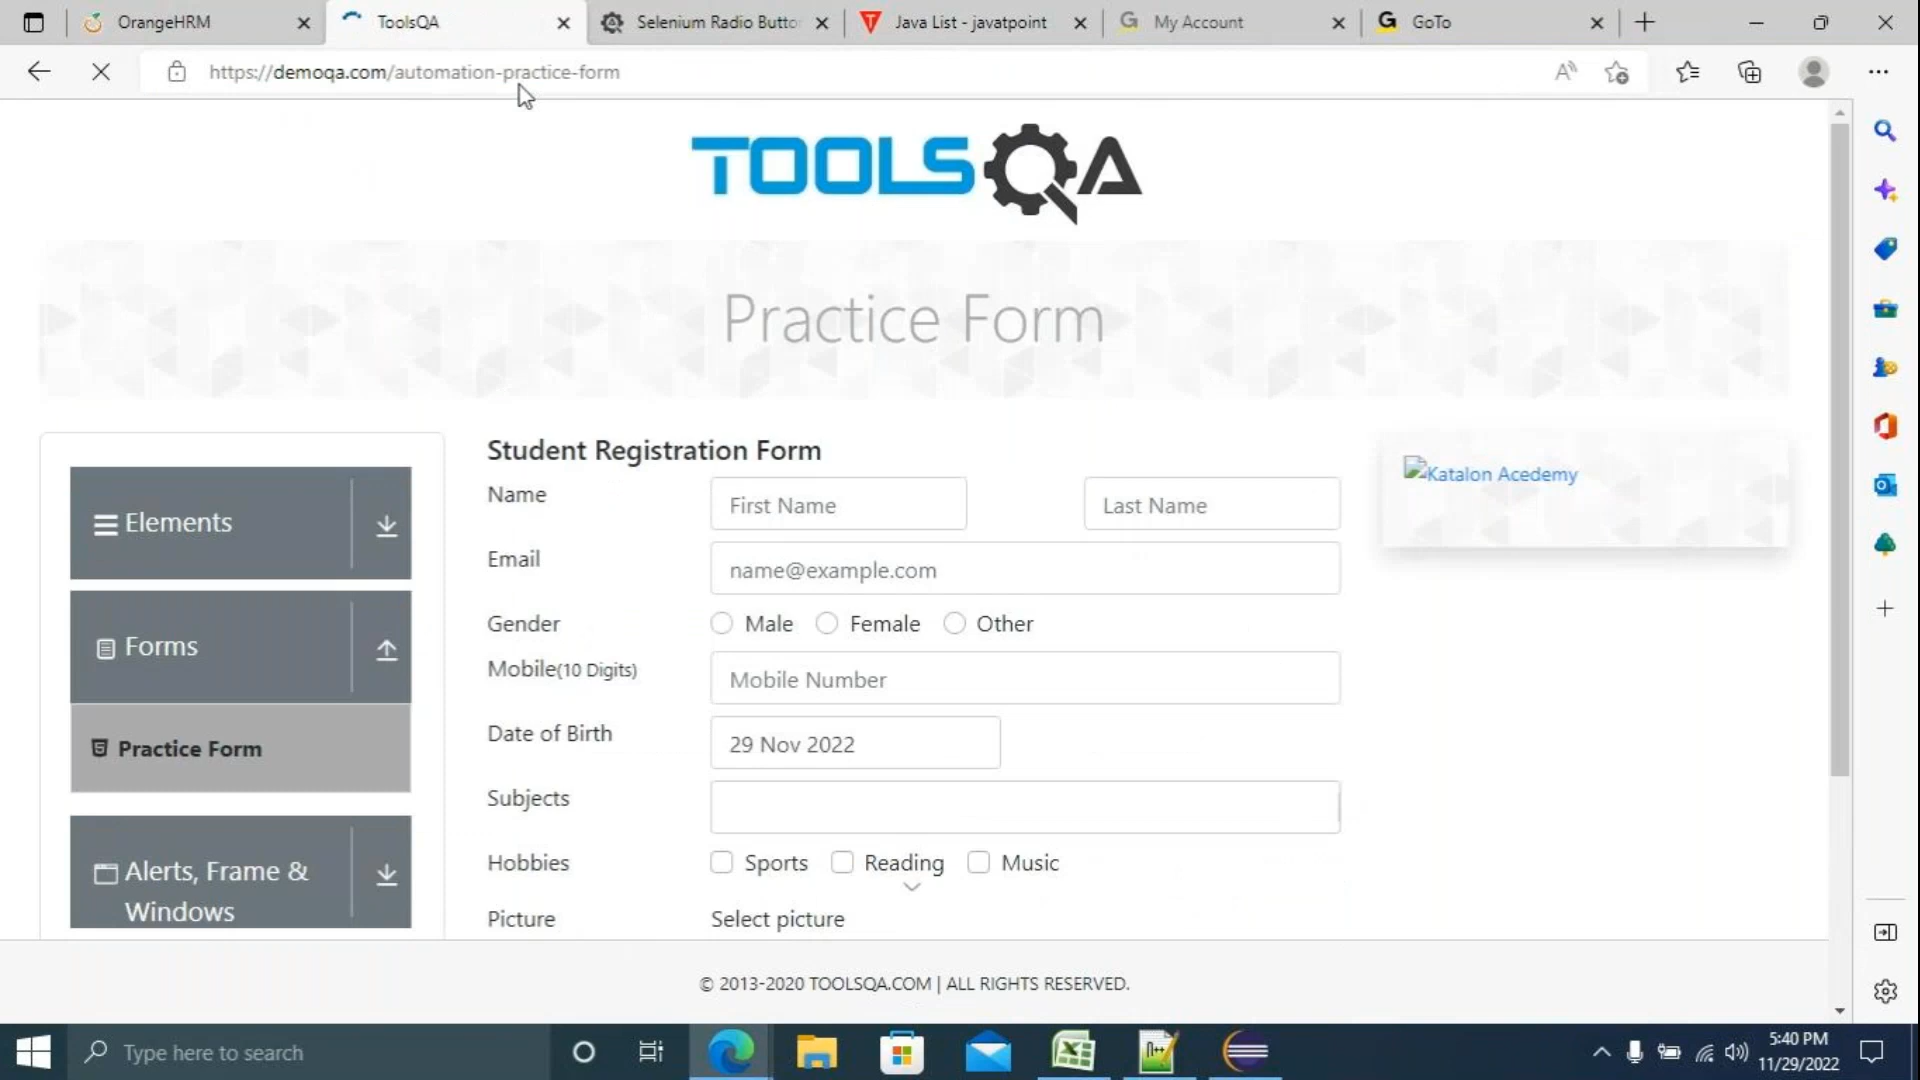 OrangeHRM
ToolsQA
Selenium Radio Butto
Java List - javatpoint
My Account
GoTo
https://demoqa.com/automation-practice-form
TOOLSQA
Practice Form
Elements
Forms
Practice Form
Alerts, Frame &
Windows
Student Registration Form
Name
First Name
Last Name
Email
name@example.com
Gender
Male
Female
Other
Mobile(10 Digits)
Mobile Number
Date of Birth
29 Nov 2022
Subjects
Hobbies
Sports
Reading
Music
Picture
Select picture
Katalon Acedemy
© 2013-2020 TOOLSQA.COM | ALL RIGHTS RESERVED.
Type here to search
5:40 PM
11/29/2022